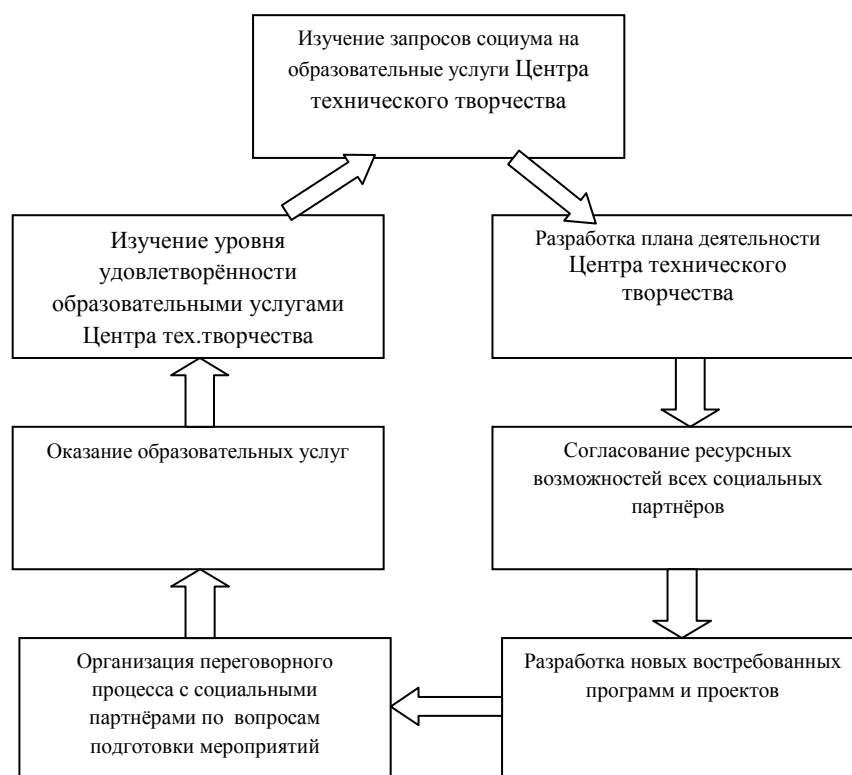 Изучение запросов социума на
образовательные услуги Центра
технического творчества
Изучение уровня
удовлетворённости
образовательными услугами
Центра тех.творчества
Разработка плана деятельности
Центра технического
творчества
Оказание образовательных услуг
Согласование ресурсных
возможностей всех социальных
партнёров
Организация переговорного
процесса с социальными
партнёрами по вопросам
подготовки мероприятий
Разработка новых востребованных
программ и проектов